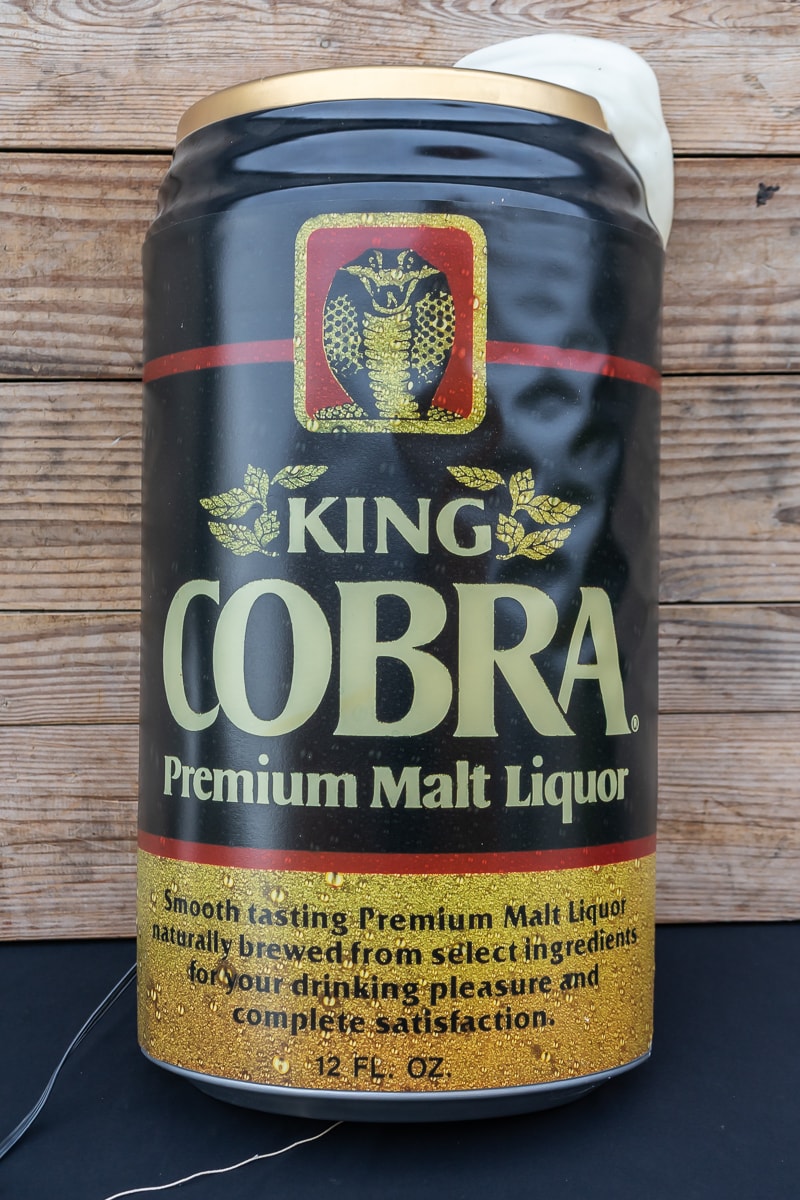 KING
COBRA®
Premium Malt Liquor
Smooth tasting Premium Malt Liquor
naturally brewed from select ingredients
for your drinking pleasure and
complete satisfaction.
12 FL. OZ.